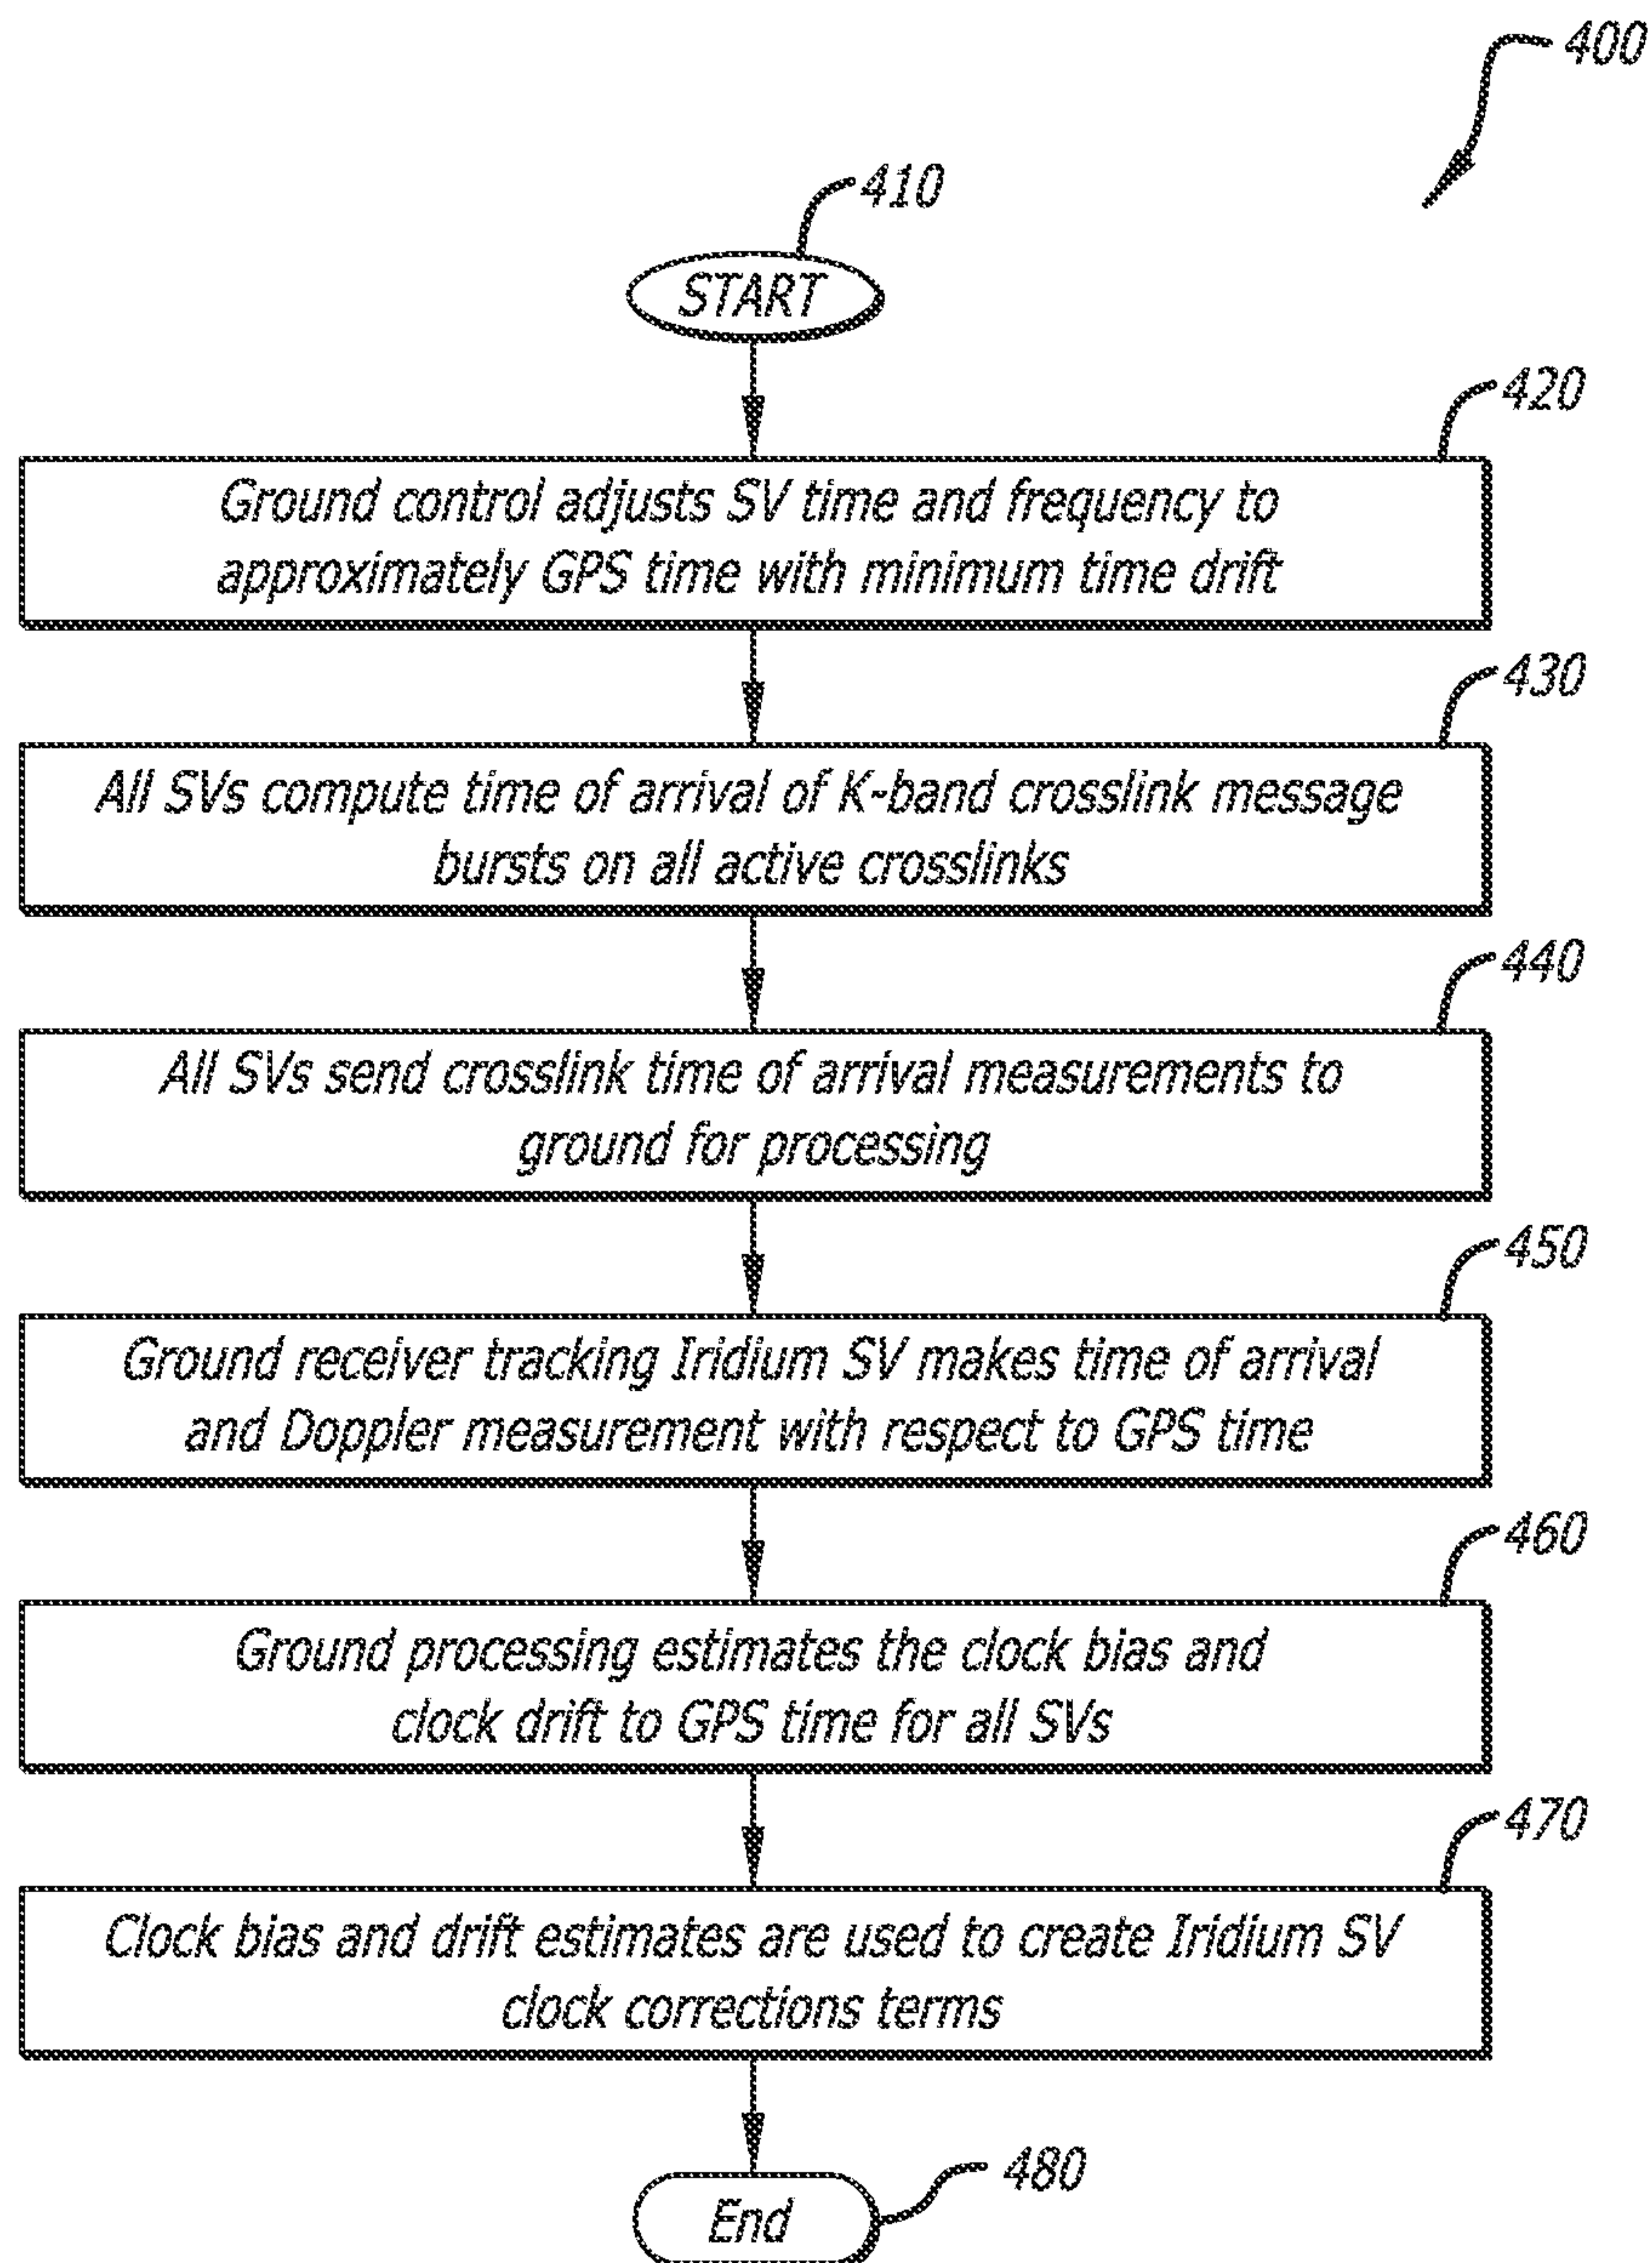 400
410
START
420
Ground control adjusts SV time and frequency to
approximately GPS time with minimum time drift
430
All SVs compute time of arrival of K-band crosslink message
bursts on all active crosslinks
440
All SVs send crosslink time of arrival measurements to
ground for processing
450
Ground receiver tracking Iridium SV makes time of arrival
and Doppler measurement with respect to GPS time
460
Ground processing estimates the clock bias and
clock drift to GPS time for all SVs
470
Clock bias and drift estimates are used to create Iridium SV
clock corrections terms
480
End